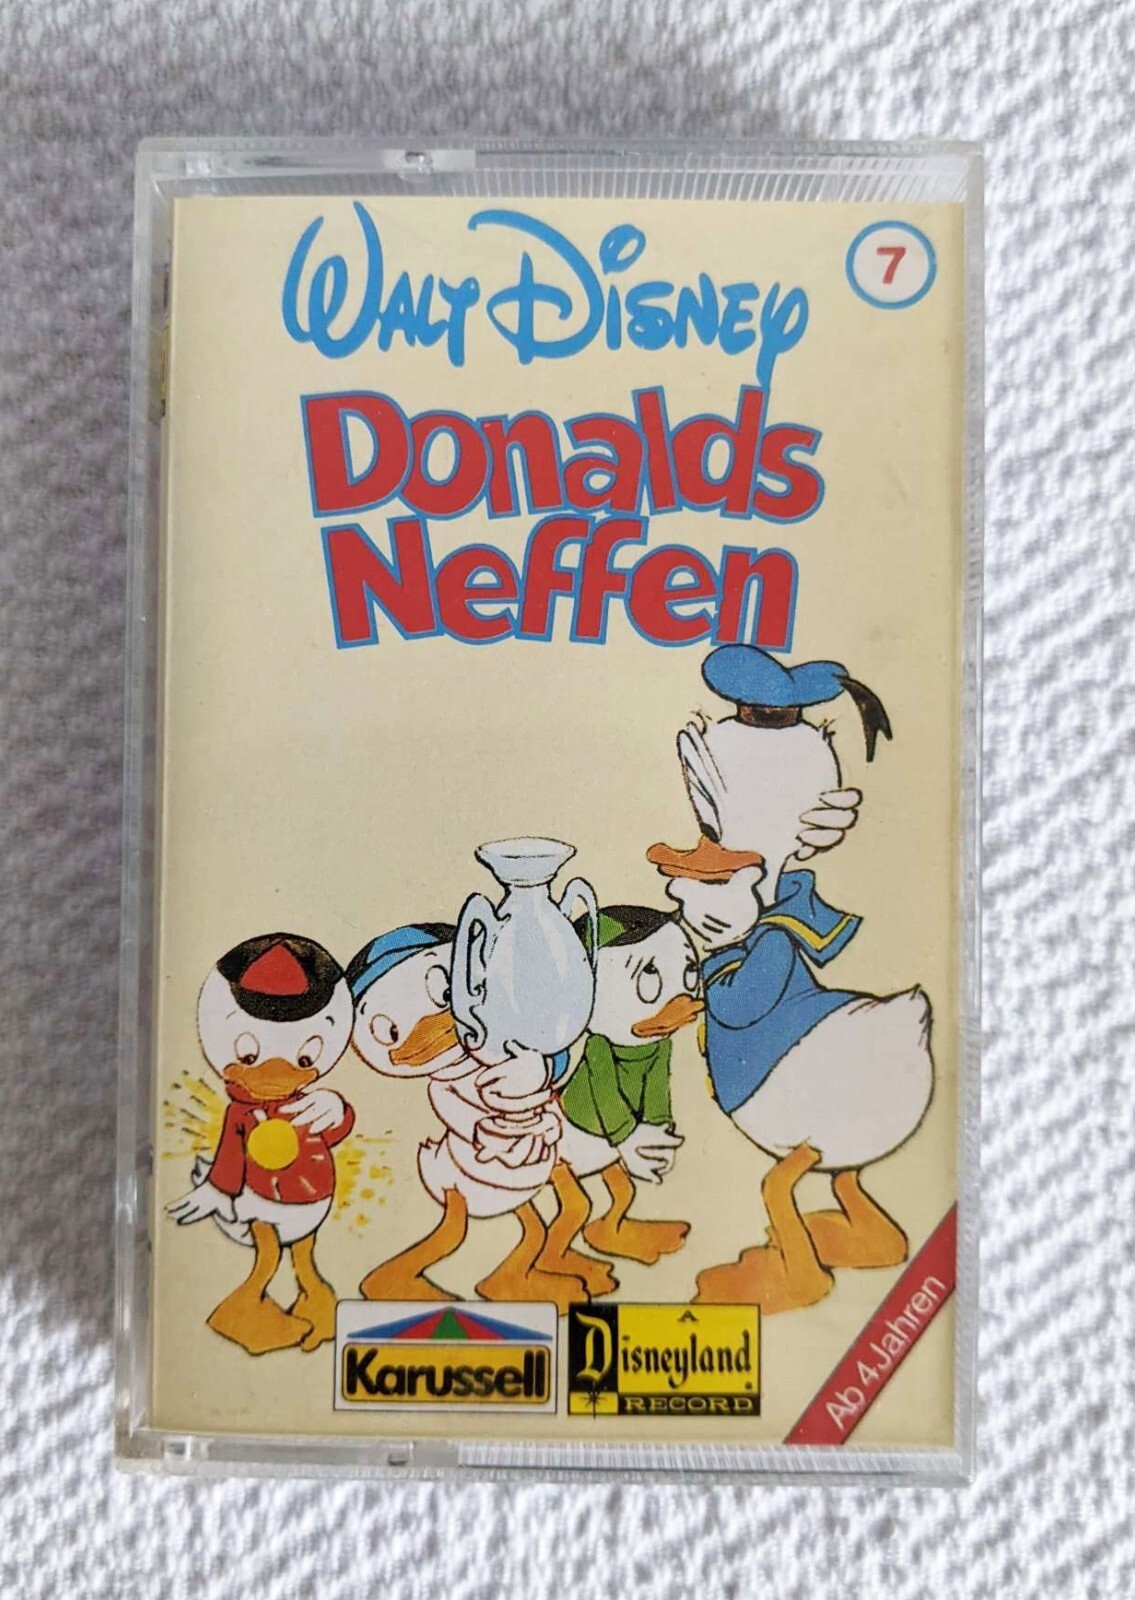 WALT DISNEY
7
Donalds
Neffen
Karussell
A
Disneyland
RECORD
Ab 4 Jahren